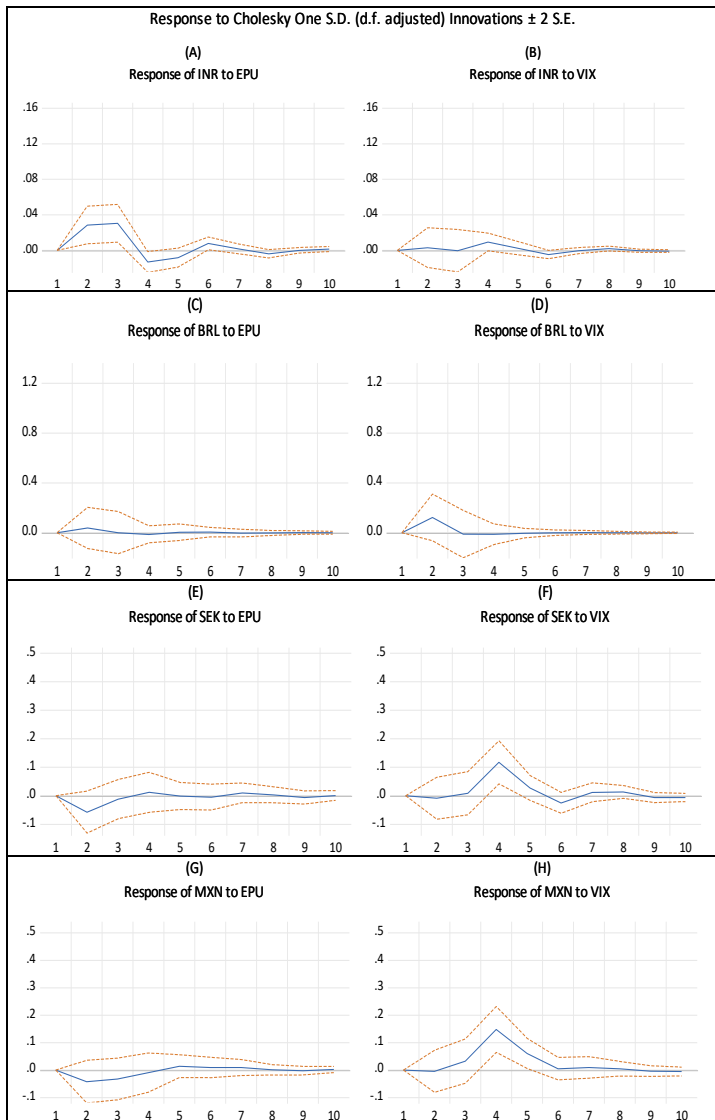 Response to Cholesky One S.D. (d.f. adjusted) Innovations ± 2 S.E.
(A)
Response of INR to EPU
.16
.12
.08
.04
.00
1 2 3 4 5 6 7 8 9 10
(B)
Response of INR to VIX
.16
.12
.08
.04
.00
1 2 3 4 5 6 7 8 9 10
(C)
Response of BRL to EPU
1.2
0.8
0.4
0.0
1 2 3 4 5 6 7 8 9 10
(D)
Response of BRL to VIX
1.2
0.8
0.4
0.0
1 2 3 4 5 6 7 8 9 10
(E)
Response of SEK to EPU
.5
.4
.3
.2
.1
.0
-.1
1 2 3 4 5 6 7 8 9 10
(F)
Response of SEK to VIX
.5
.4
.3
.2
.1
.0
-.1
1 2 3 4 5 6 7 8 9 10
(G)
Response of MXN to EPU
.5
.4
.3
.2
.1
.0
-.1
1 2 3 4 5 6 7 8 9 10
(H)
Response of MXN to VIX
.5
.4
.3
.2
.1
.0
-.1
1 2 3 4 5 6 7 8 9 10